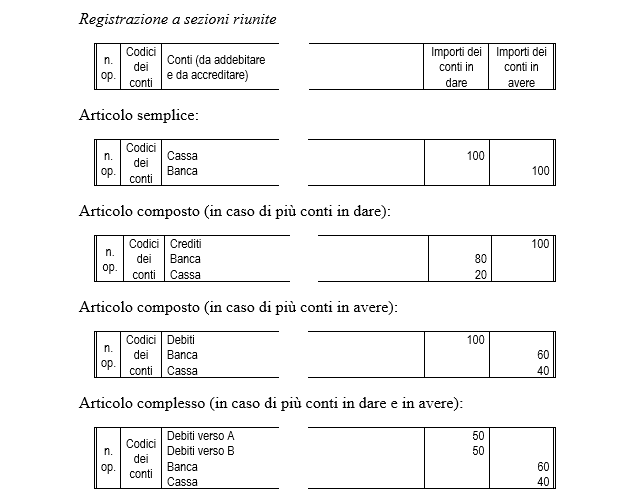 Registrazione a sezioni riunite
n. op. Codici dei conti Conti (da addebitare e da accreditare) Importi dei conti in dare Importi dei conti in avere
Articolo semplice:
n. op. Codici dei conti
Cassa 100
Banca 100
Articolo composto (in caso di più conti in dare):
n. op. Codici dei conti
Crediti 100
Banca 80
Cassa 20
Articolo composto (in caso di più conti in avere):
n. op. Codici dei conti
Debiti 100
Banca 60
Cassa 40
Articolo complesso (in caso di più conti in dare e in avere):
n. op. Codici dei conti
Debiti verso A 50
Debiti verso B 50
Banca 60
Cassa 40